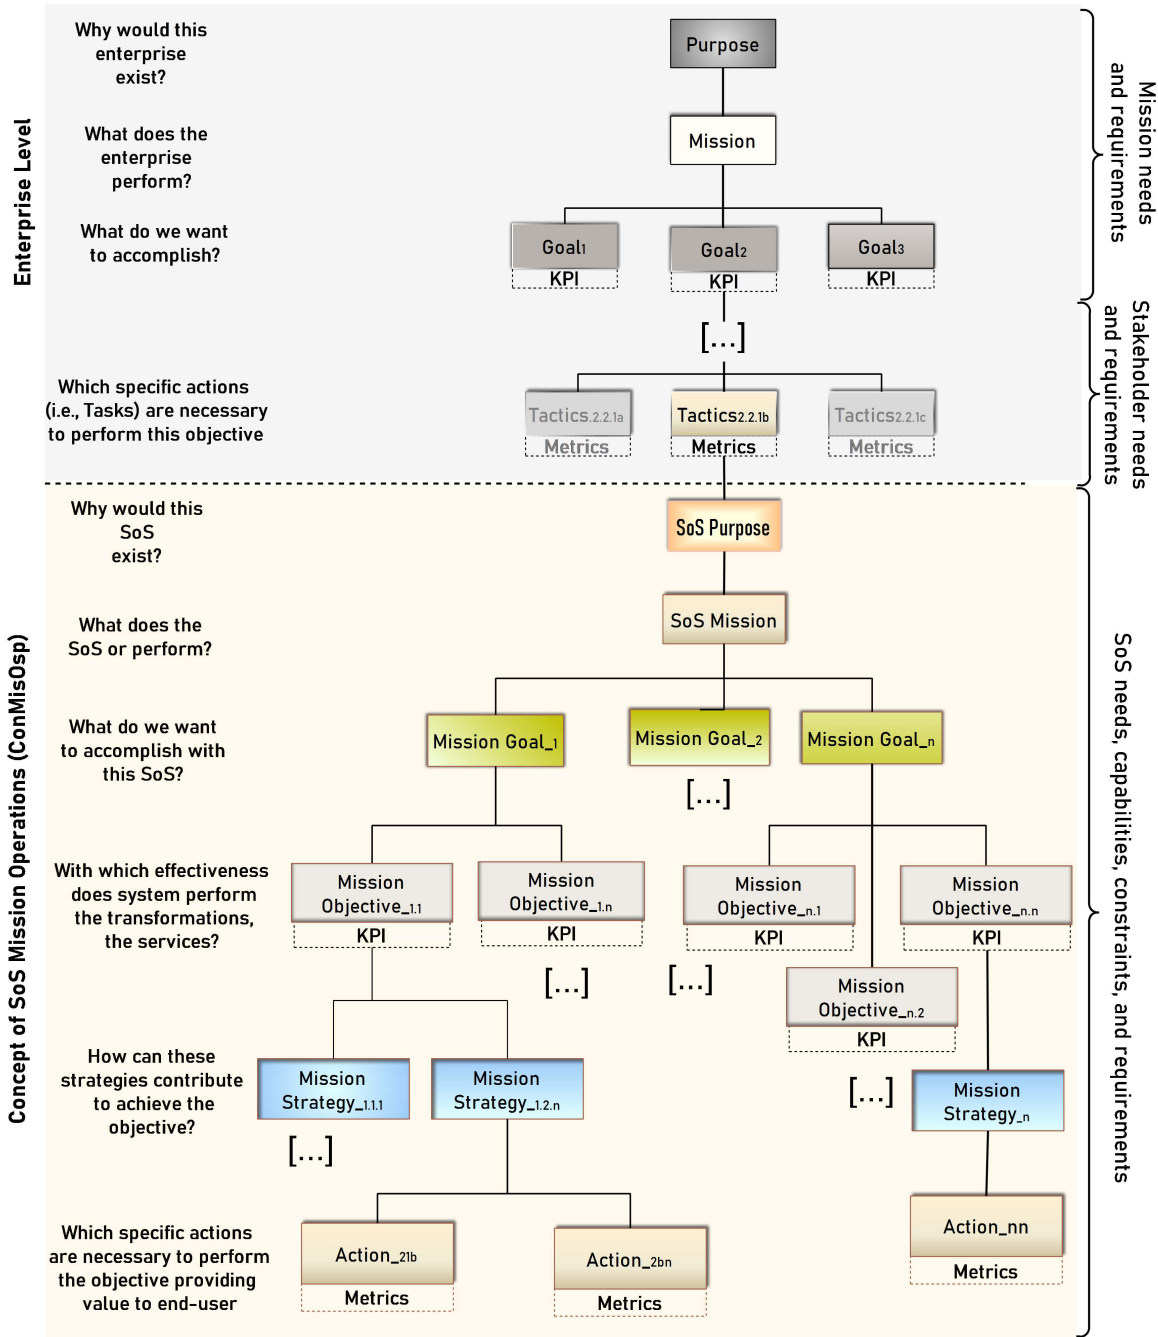 Why would this
enterprise
exist?
Purpose
What does the
enterprise
perform?
Mission
What do we want
to accomplish?
Goal1
KPI
Goal2
KPI
Goal3
KPI
Enterprise Level
Mission needs
and requirements
[...]
Which specific actions
(i.e., Tasks) are necessary
to perform this objective
Tactics.2.2.1a
Metrics
Tactics2.2.1b
Metrics
Tactics2.2.1c
Metrics
Stakeholder needs
and requirements
Why would this
SoS
exist?
SoS Purpose
What does the
SoS or perform?
SoS Mission
What do we want
to accomplish with
this SoS?
Mission Goal_1
Mission Goal_2
[...]
Mission Goal_n
With which effectiveness
does system perform
the transformations,
the services?
Mission
Objective_1.1
KPI
Mission
Objective_1.n
KPI
[...]
Mission
Objective_n.1
KPI
[...]
Mission
Objective_n.n
KPI
Mission
Objective_n.2
KPI
[...]
How can these
strategies contribute
to achieve the
objective?
Mission
Strategy_1.1.1
[...]
Mission
Strategy_1.2.n
Mission
Strategy_n
Which specific actions
are necessary to perform
the objective providing
value to end-user
Action_21b
Metrics
Action_2bn
Metrics
Action_nn
Metrics
Concept of SoS Mission Operations (ConMisOsp)
SoS needs, capabilities, constraints, and requirements